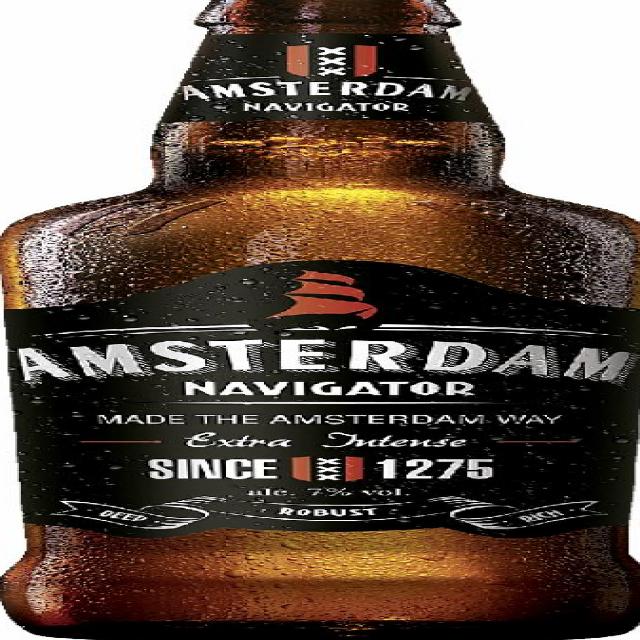 AMSTERDAM
NAVIGATOR
AMSTERDAM
NAVIGATOR
MADE THE AMSTERDAM WAY
Extra Intense
SINCE XXX 1275
alc. 7% vol.
DEEP ROBUST RICH